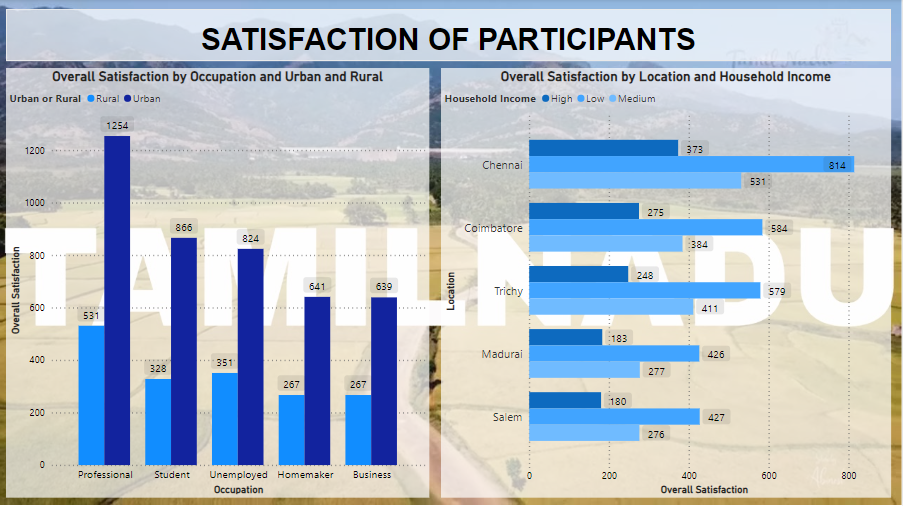 SATISFACTION OF PARTICIPANTS
Overall Satisfaction by Occupation and Urban and Rural
Urban or Rural Rural Urban
Overall Satisfaction
1200
1000
800
600
400
200
0
531
1254
328
866
351
824
267
641
267
639
Professional Student Unemployed Homemaker Business
Occupation
Overall Satisfaction by Location and Household Income
Household Income High Low Medium
Location
Chennai
373
814
531
Coimbatore
275
584
384
Trichy
248
579
411
Madurai
183
426
277
Salem
180
427
276
0 200 400 600 800
Overall Satisfaction
TAMILNADU